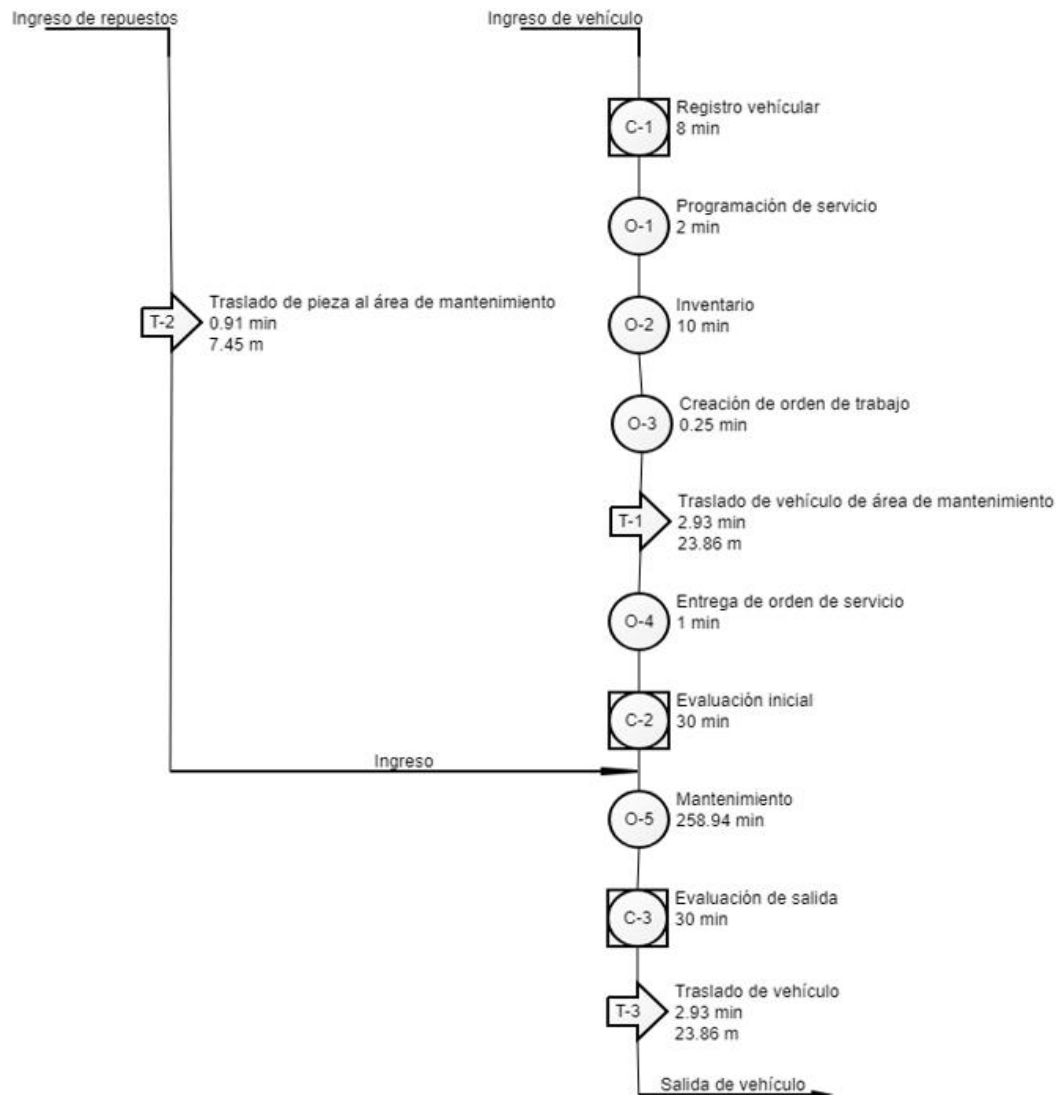 Ingreso de repuestos
Ingreso de vehículo
C-1
Registro vehícular
8 min
O-1
Programación de servicio
2 min
T-2
Traslado de pieza al área de mantenimiento
0.91 min
7.45 m
O-2
Inventario
10 min
O-3
Creación de orden de trabajo
0.25 min
T-1
Traslado de vehículo de área de mantenimiento
2.93 min
23.86 m
O-4
Entrega de orden de servicio
1 min
C-2
Evaluación inicial
30 min
Ingreso
O-5
Mantenimiento
258.94 min
C-3
Evaluación de salida
30 min
T-3
Traslado de vehículo
2.93 min
23.86 m
Salida de vehículo